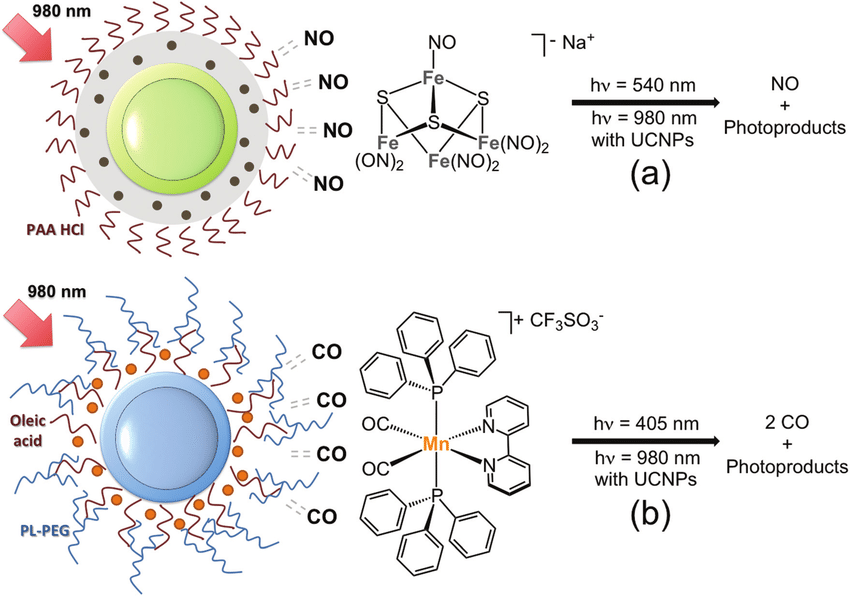 980 nm
NO
NO
NO
NO
PAA HCl
NO
Fe
S
S
S
Fe
Fe
(ON)2
Fe(NO)2
Fe(NO)2
]- Na+
hν = 540 nm
hν = 980 nm
with UCNPs
(a)
NO
+
Photoproducts
980 nm
CO
CO
CO
CO
Oleic
acid
PL-PEG
]+ CF3SO3-
P
OC
OC
Mn
N
N
P
hν = 405 nm
hν = 980 nm
with UCNPs
(b)
2 CO
+
Photoproducts